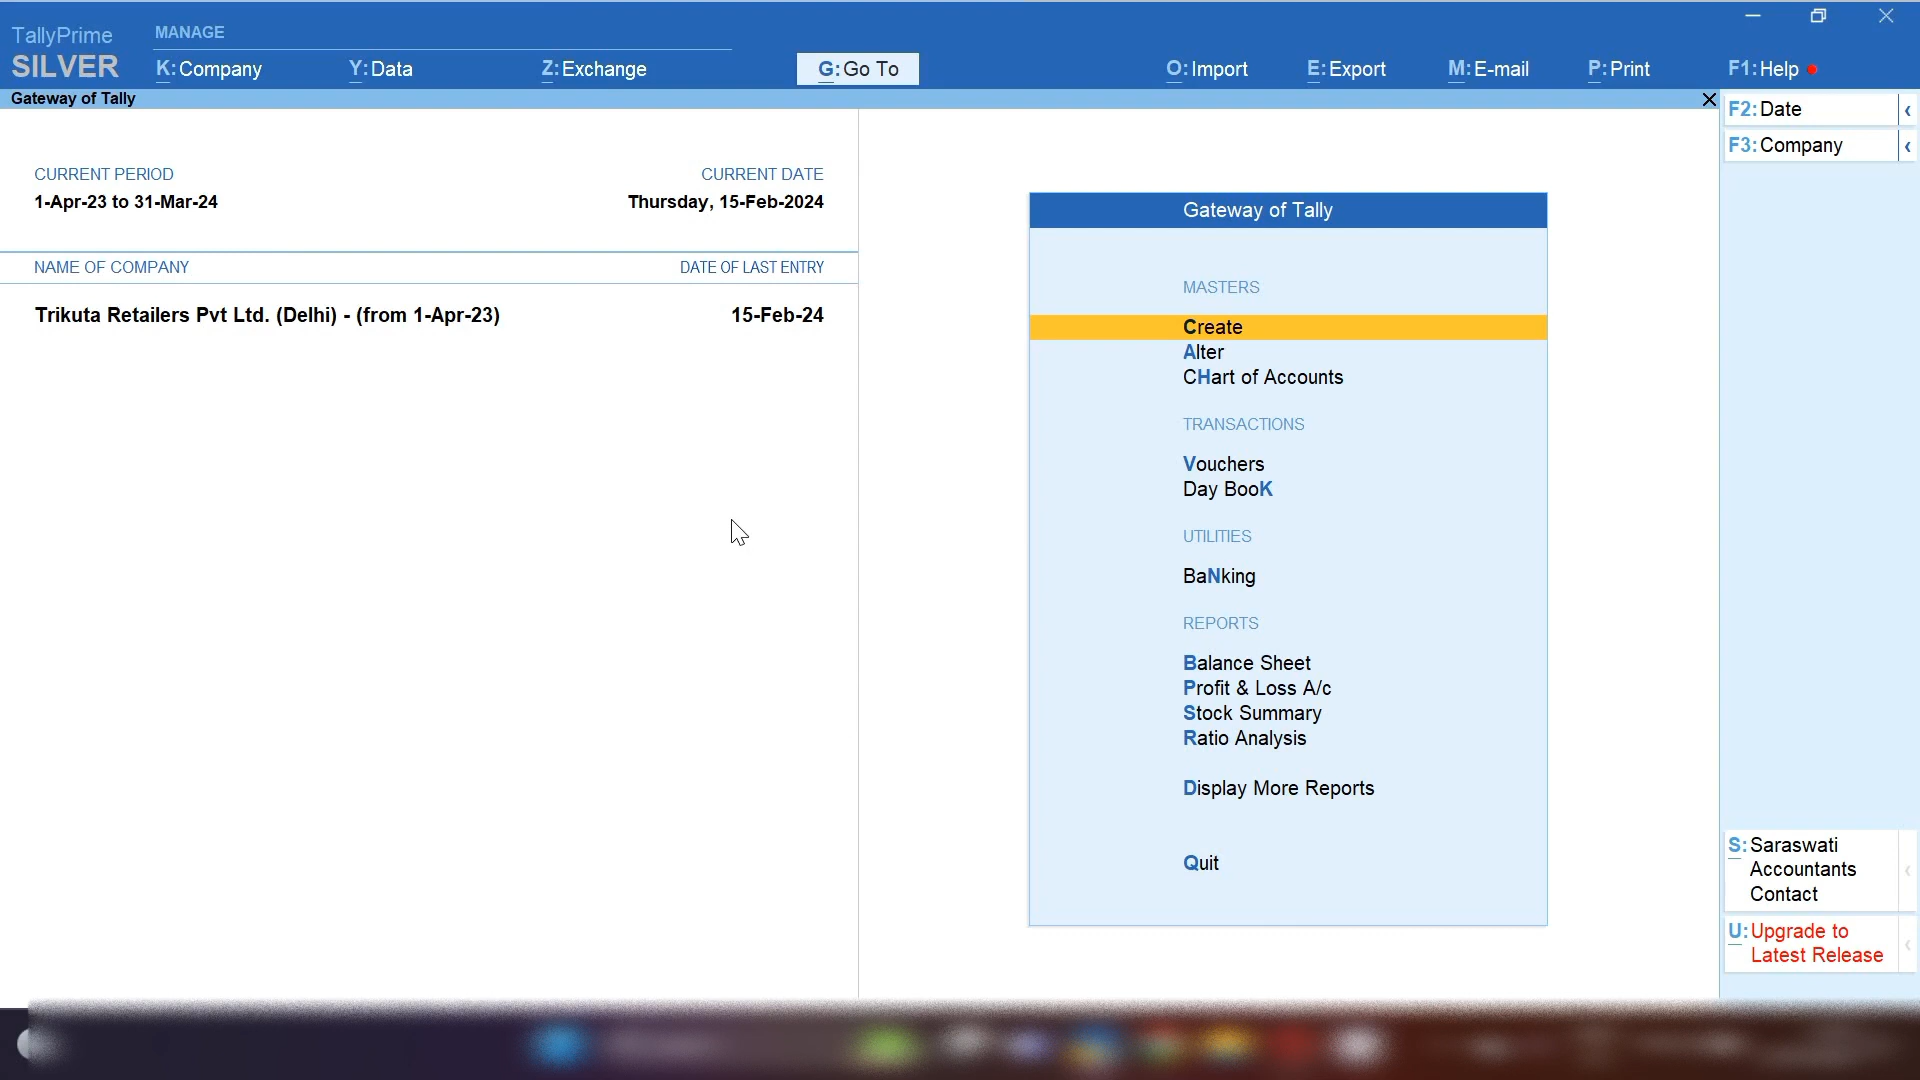 TallyPrime
SILVER
MANAGE
K:Company
Y:Data
Z:Exchange
G:Go To
O:Import
E:Export
M:E-mail
P:Print
F1:Help
Gateway of Tally
F2:Date
F3:Company
CURRENT PERIOD
CURRENT DATE
1-Apr-23 to 31-Mar-24
Thursday, 15-Feb-2024
NAME OF COMPANY
DATE OF LAST ENTRY
Trikuta Retailers Pvt Ltd. (Delhi) - (from 1-Apr-23)
15-Feb-24
Gateway of Tally
MASTERS
Create
Alter
CHart of Accounts
TRANSACTIONS
Vouchers
Day BooK
UTILITIES
BaNking
REPORTS
Balance Sheet
Profit & Loss A/c
Stock Summary
Ratio Analysis
Display More Reports
Quit
S:Saraswati
Accountants
Contact
U:Upgrade to
Latest Release